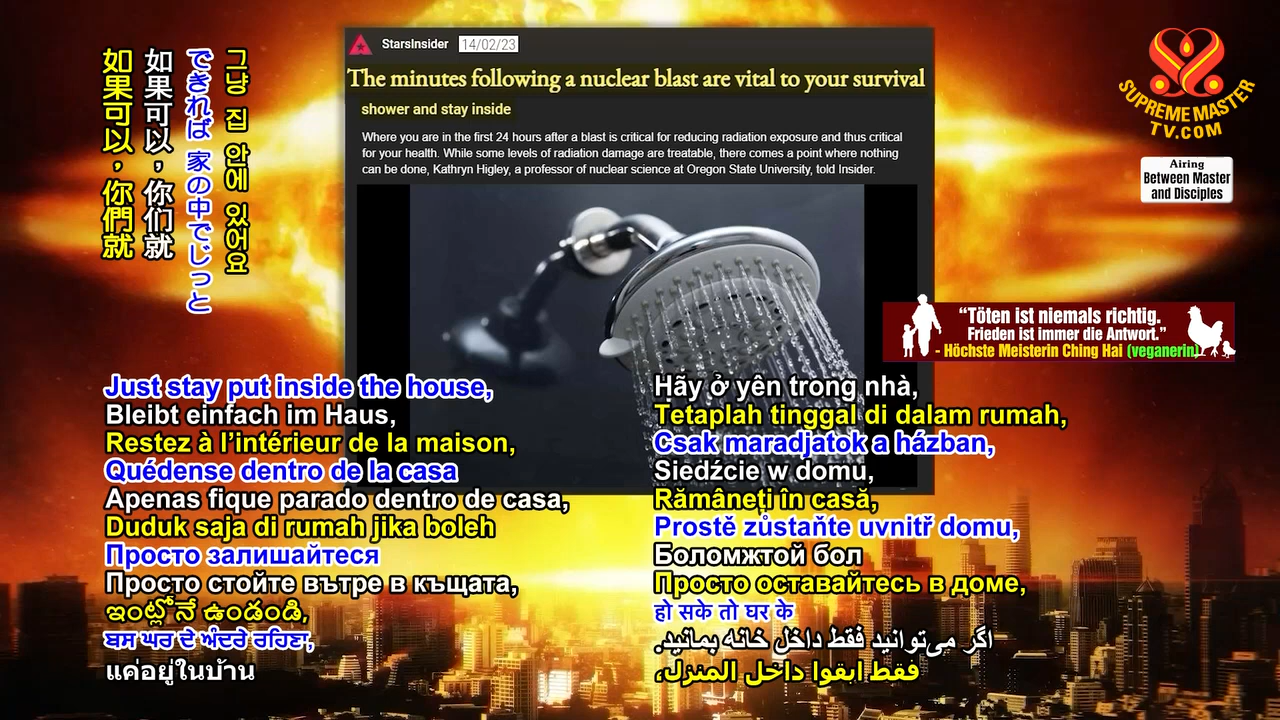 如果可以，你們就
如果可以，你们就
できれば 家の中でじっと
그냥 집 안에 있어요
StarsInsider 14/02/23
The minutes following a nuclear blast are vital to your survival
shower and stay inside
Where you are in the first 24 hours after a blast is critical for reducing radiation exposure and thus critical
for your health. While some levels of radiation damage are treatable, there comes a point where nothing
can be done, Kathryn Higley, a professor of nuclear science at Oregon State University, told Insider.
SUPREME MASTER
TV.COM
Airing
Between Master
and Disciples
“Töten ist niemals richtig.
Frieden ist immer die Antwort.”
- Höchste Meisterin Ching Hai (veganerin)
Just stay put inside the house,
Bleibt einfach im Haus,
Restez à l’intérieur de la maison,
Quédense dentro de la casa
Apenas fique parado dentro de casa,
Duduk saja di rumah jika boleh
Просто залишайтеся
Просто стойте вътре в къщата,
ఇంట్లోనే ఉండండి,
ਬਸ ਘਰ ਦੇ ਅੰਦਰੇ ਰਹਿਣਾ,
แค่อยู่ในบ้าน
Hãy ở yên trong nhà,
Tetaplah tinggal di dalam rumah,
Csak maradjatok a házban,
Siedźcie w domu,
Rămâneți în casă,
Prostě zůstaňte uvnitř domu,
Боломжтой бол
Просто оставайтесь в доме,
हो सके तो घर के
اگر می‌توانید فقط داخل خانه بمانید.
فقط ابقوا داخل المنزل،